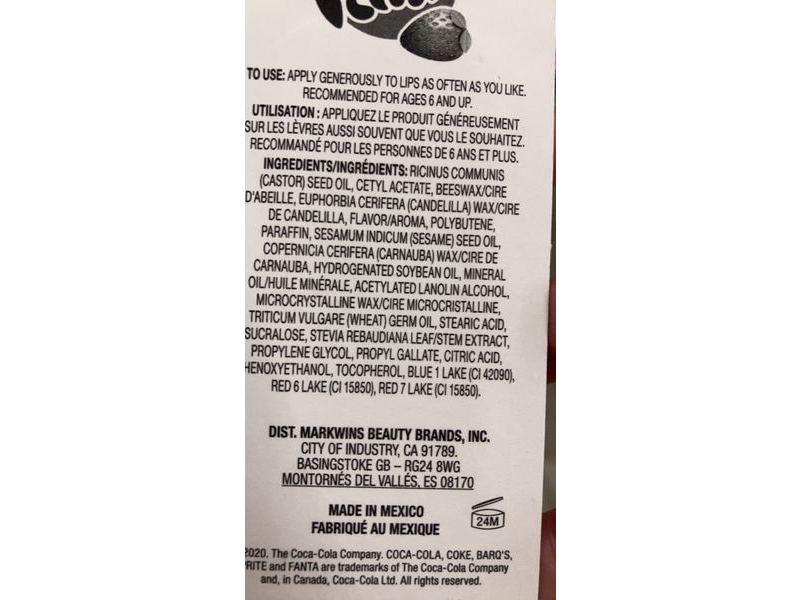 TO USE: APPLY GENEROUSLY TO LIPS AS OFTEN AS YOU LIKE.
RECOMMENDED FOR AGES 6 AND UP.
UTILISATION : APPLIQUEZ LE PRODUIT GÉNÉREUSEMENT
SUR LES LÈVRES AUSSI SOUVENT QUE VOUS LE SOUHAITEZ.
RECOMMANDÉ POUR LES PERSONNES DE 6 ANS ET PLUS.
INGREDIENTS/INGRÉDIENTS: RICINUS COMMUNIS
(CASTOR) SEED OIL, CETYL ACETATE, BEESWAX/CIRE
D'ABEILLE, EUPHORBIA CERIFERA (CANDELILLA) WAX/CIRE
DE CANDELILLA, FLAVOR/AROMA, POLYBUTENE,
PARAFFIN, SESAMUM INDICUM (SESAME) SEED OIL,
COPERNICIA CERIFERA (CARNAUBA) WAX/CIRE DE
CARNAUBA, HYDROGENATED SOYBEAN OIL, MINERAL
OIL/HUILE MINÉRALE, ACETYLATED LANOLIN ALCOHOL,
MICROCRYSTALLINE WAX/CIRE MICROCRISTALLINE,
TRITICUM VULGARE (WHEAT) GERM OIL, STEARIC ACID,
SUCRALOSE, STEVIA REBAUDIANA LEAF/STEM EXTRACT,
PROPYLENE GLYCOL, PROPYL GALLATE, CITRIC ACID,
HENOXYETHANOL, TOCOPHEROL, BLUE 1 LAKE (CI 42090),
RED 6 LAKE (CI 15850), RED 7 LAKE (CI 15850).
DIST. MARKWINS BEAUTY BRANDS, INC.
CITY OF INDUSTRY, CA 91789.
BASINGSTOKE GB – RG24 8WG
MONTORNÉS DEL VALLÉS, ES 08170
MADE IN MEXICO
FABRIQUÉ AU MEXIQUE
24M
2020. The Coca-Cola Company. COCA-COLA, COKE, BARQ'S,
RITE and FANTA are trademarks of The Coca-Cola Company
and, in Canada, Coca-Cola Ltd. All rights reserved.